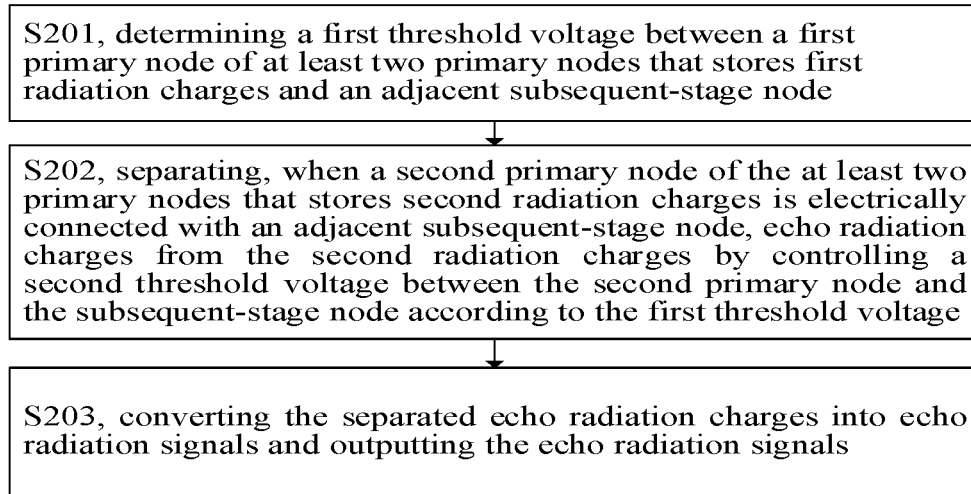 S201, determining a first threshold voltage between a first
primary node of at least two primary nodes that stores first
radiation charges and an adjacent subsequent-stage node
S202, separating, when a second primary node of the at least two
primary nodes that stores second radiation charges is electrically
connected with an adjacent subsequent-stage node, echo radiation
charges from the second radiation charges by controlling a
second threshold voltage between the second primary node and
the subsequent-stage node according to the first threshold voltage
S203, converting the separated echo radiation charges into echo
radiation signals and outputting the echo radiation signals